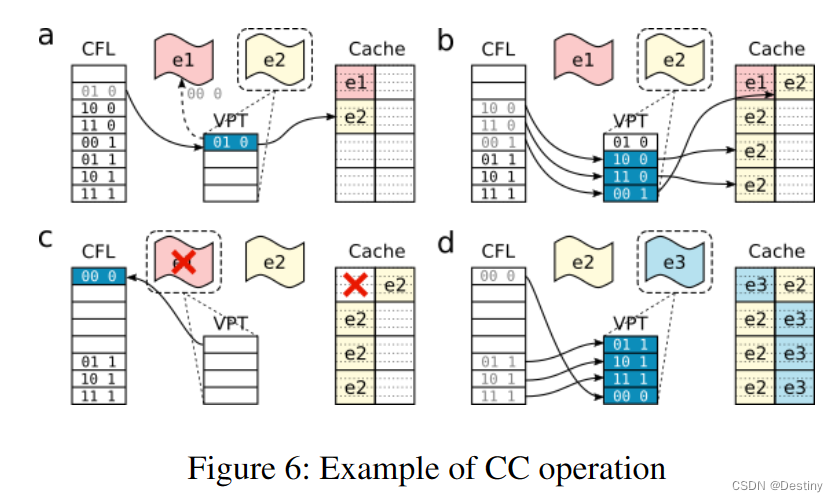 a
CFL
e1
e2
Cache
01 0
10 0
11 0
00 1
01 1
10 1
11 1
00 0
VPT
01 0
e1
e2
b
CFL
e1
e2
Cache
10 0
11 0
00 1
01 1
10 1
11 1
VPT
01 0
10 0
11 0
00 1
e1 e2
e2
e2
e2
c
CFL
e2
Cache
00 0
01 1
10 1
11 1
VPT
e2
e2
e2
e2
d
CFL
e2
e3
Cache
00 0
01 1
10 1
11 1
VPT
01 1
10 1
11 1
00 0
e3 e2
e2 e3
e2 e3
e2 e3
Figure 6: Example of CC operation
CSDN @Destiny